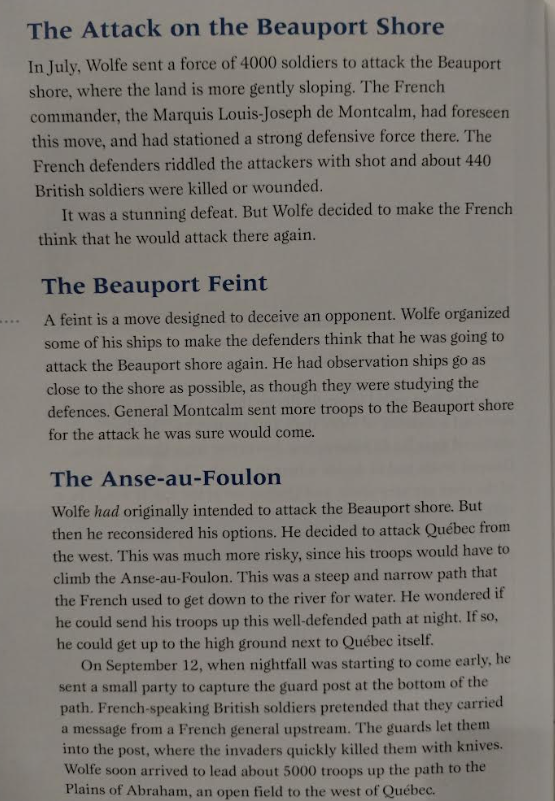 The Attack on the Beauport Shore
In July, Wolfe sent a force of 4000 soldiers to attack the Beauport
shore, where the land is more gently sloping. The French
commander, the Marquis Louis-Joseph de Montcalm, had foreseen
this move, and had stationed a strong defensive force there. The
French defenders riddled the attackers with shot and about 440
British soldiers were killed or wounded.
It was a stunning defeat. But Wolfe decided to make the French
think that he would attack there again.
The Beauport Feint
A feint is a move designed to deceive an opponent. Wolfe organized
some of his ships to make the defenders think that he was going to
attack the Beauport shore again. He had observation ships go as
close to the shore as possible, as though they were studying the
defences. General Montcalm sent more troops to the Beauport shore
for the attack he was sure would come.
The Anse-au-Foulon
Wolfe had originally intended to attack the Beauport shore. But
then he reconsidered his options. He decided to attack Québec from
the west. This was much more risky, since his troops would have to
climb the Anse-au-Foulon. This was a steep and narrow path that
the French used to get down to the river for water. He wondered if
he could send his troops up this well-defended path at night. If so,
he could get up to the high ground next to Québec itself.
On September 12, when nightfall was starting to come early, he
sent a small party to capture the guard post at the bottom of the
path. French-speaking British soldiers pretended that they carried
a message from a French general upstream. The guards let them
into the post, where the invaders quickly killed them with knives.
Wolfe soon arrived to lead about 5000 troops up the path to the
Plains of Abraham, an open field to the west of Québec.